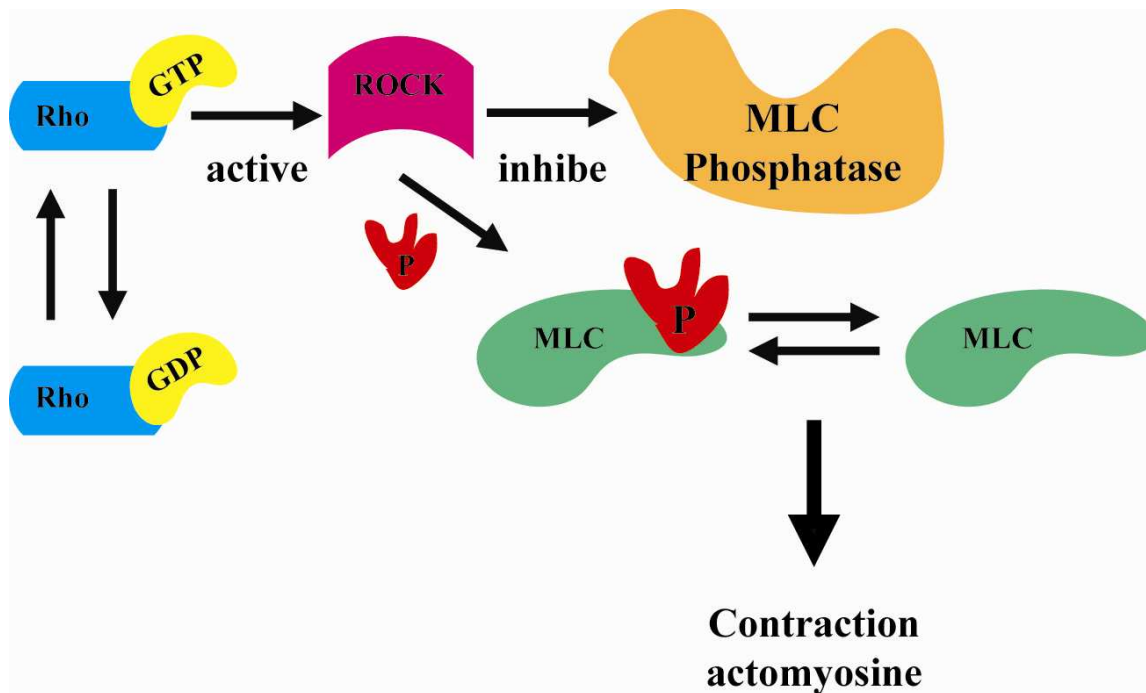 GTP
Rho
active
ROCK
inhibe
MLC
Phosphatase
P
MLC
P
MLC
GDP
Rho
Contraction
actomyosine